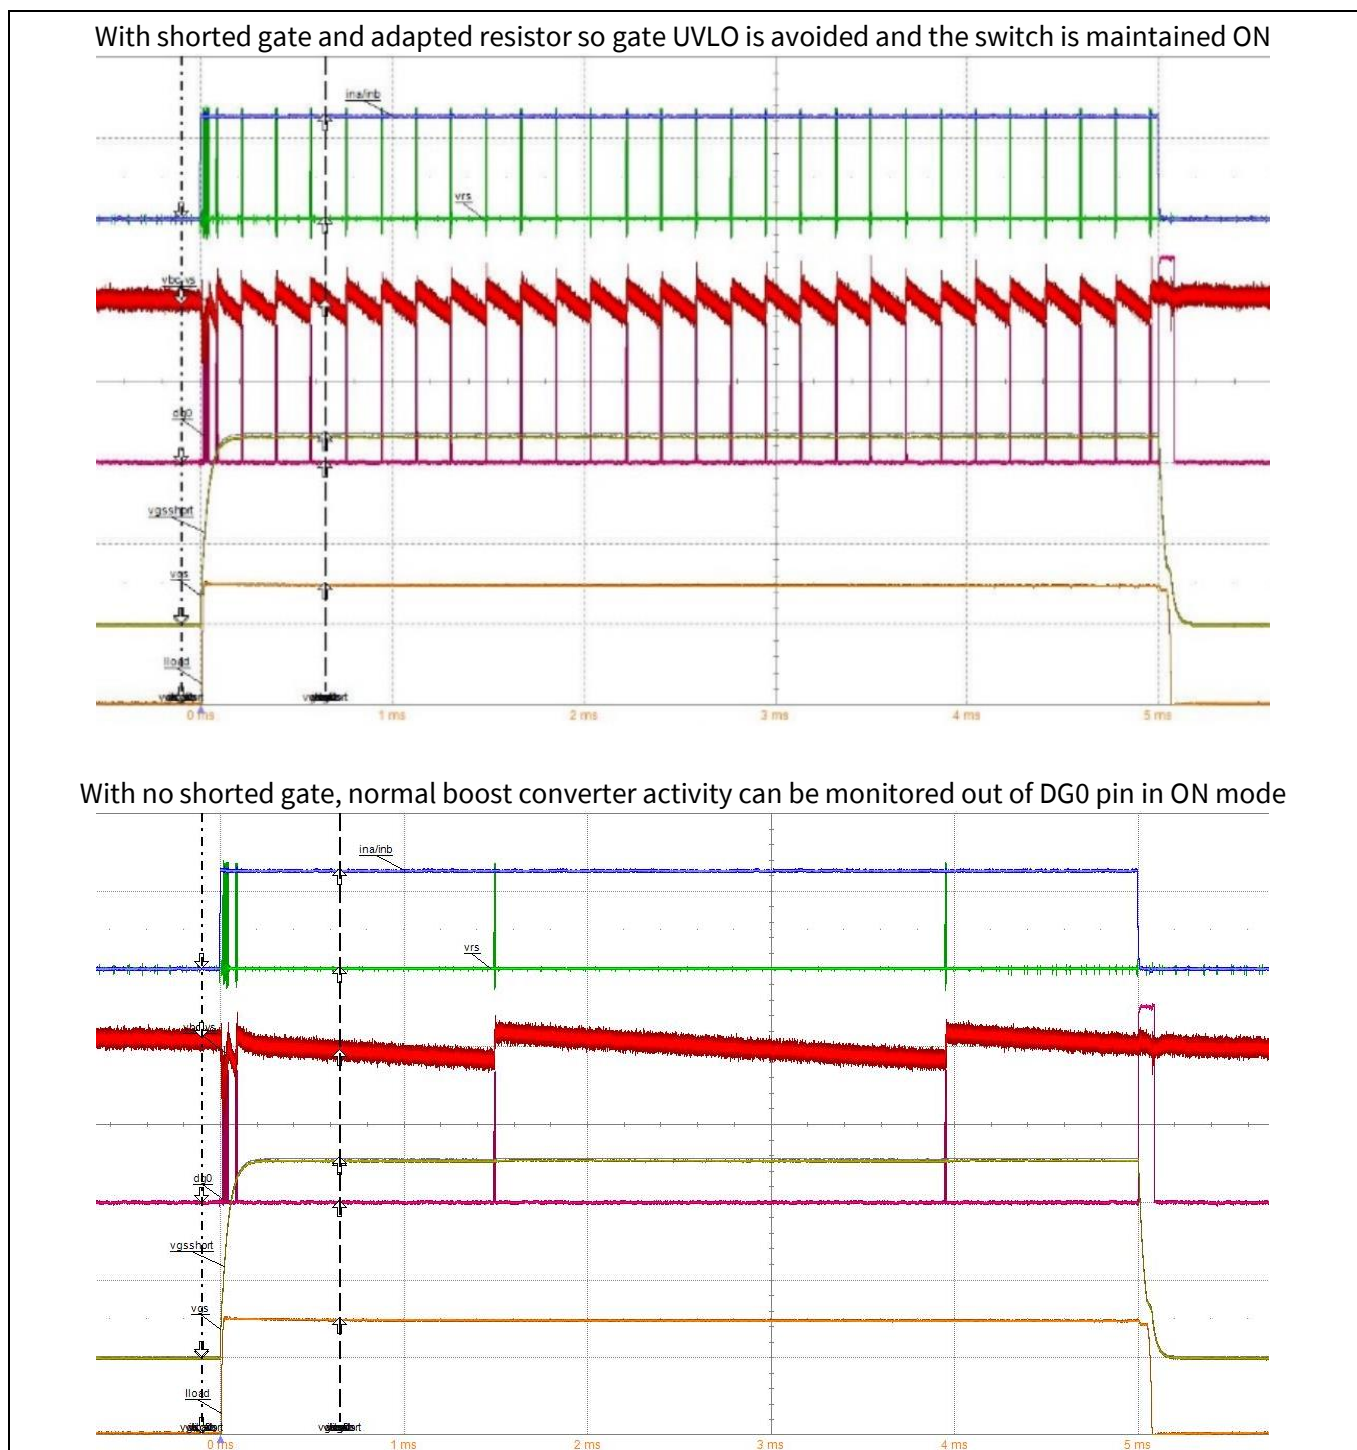 With shorted gate and adapted resistor so gate UVLO is avoided and the switch is maintained ON
ina/inb
vrs
vbc.vs
dg0
vgsshort
vgs
Iload
0 ms 1 ms 2 ms 3 ms 4 ms 5 ms
With no shorted gate, normal boost converter activity can be monitored out of DG0 pin in ON mode
ina/inb
vrs
dg0
vgsshort
vgs
Iload
0 ms 1 ms 2 ms 3 ms 4 ms 5 ms